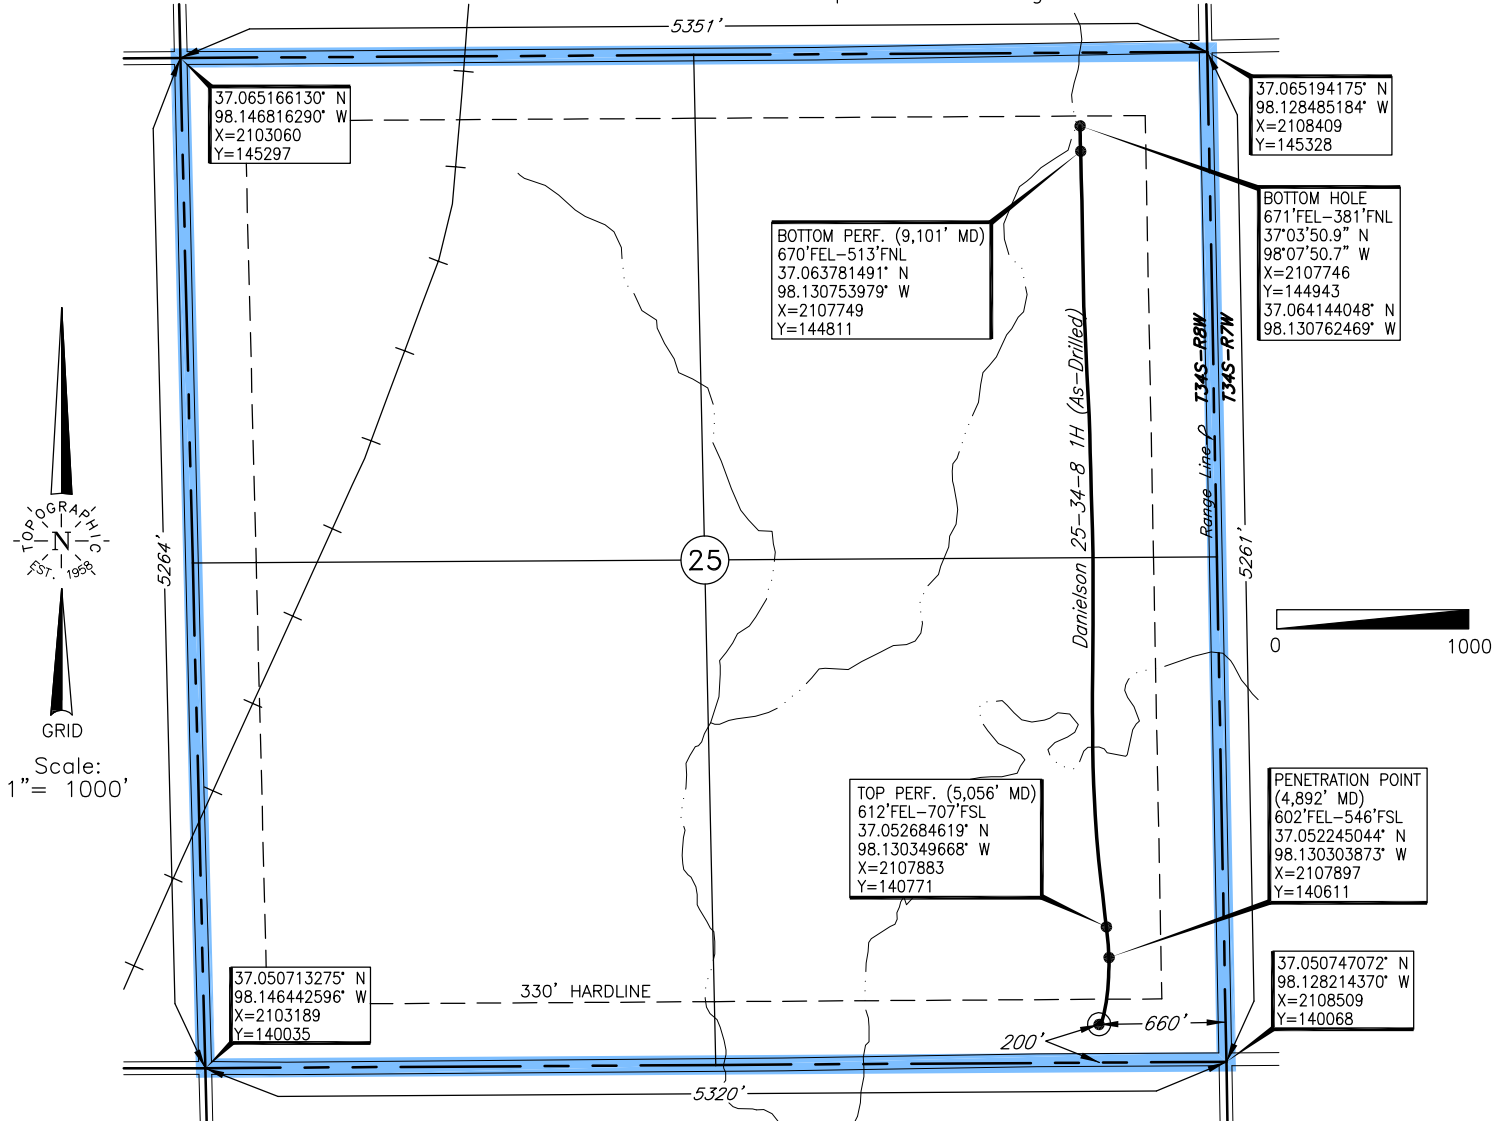 5351'
37.065166130° N
98.146816290° W
X=2103060
Y=145297
37.065194175° N
98.128485184° W
X=2108409
Y=145328
BOTTOM HOLE
671'FEL-381'FNL
37°03'50.9" N
98°07'50.7" W
X=2107746
Y=144943
37.064144048° N
98.130762469° W
BOTTOM PERF. (9,101' MD)
670'FEL-513'FNL
37.063781491° N
98.130753979° W
X=2107749
Y=144811
T34S-R8W
T34S-R7W
Range Line
Danielson 25-34-8 1H (As-Drilled)
TOPOGRAPHIC
N
EST. 1958
5264'
25
5261'
0
1000
GRID
Scale:
1"= 1000'
TOP PERF. (5,056' MD)
612'FEL-707'FSL
37.052684619° N
98.130349668° W
X=2107883
Y=140771
PENETRATION POINT
(4,892' MD)
602'FEL-546'FSL
37.052245044° N
98.130303873° W
X=2107897
Y=140611
37.050713275° N
98.146442596° W
X=2103189
Y=140035
330' HARDLINE
37.050747072° N
98.128214370° W
X=2108509
Y=140068
660'
200'
5320'